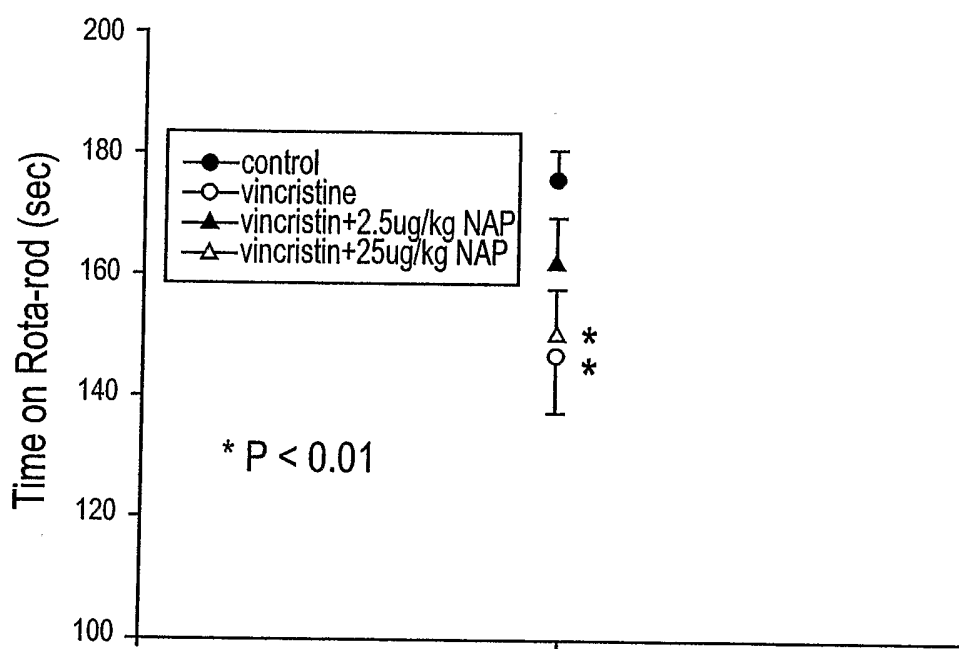 200
180
160
140
120
100
Time on Rota-rod (sec)
control
vincristine
vincristin+2.5ug/kg NAP
vincristin+25ug/kg NAP
*
*
* P < 0.01